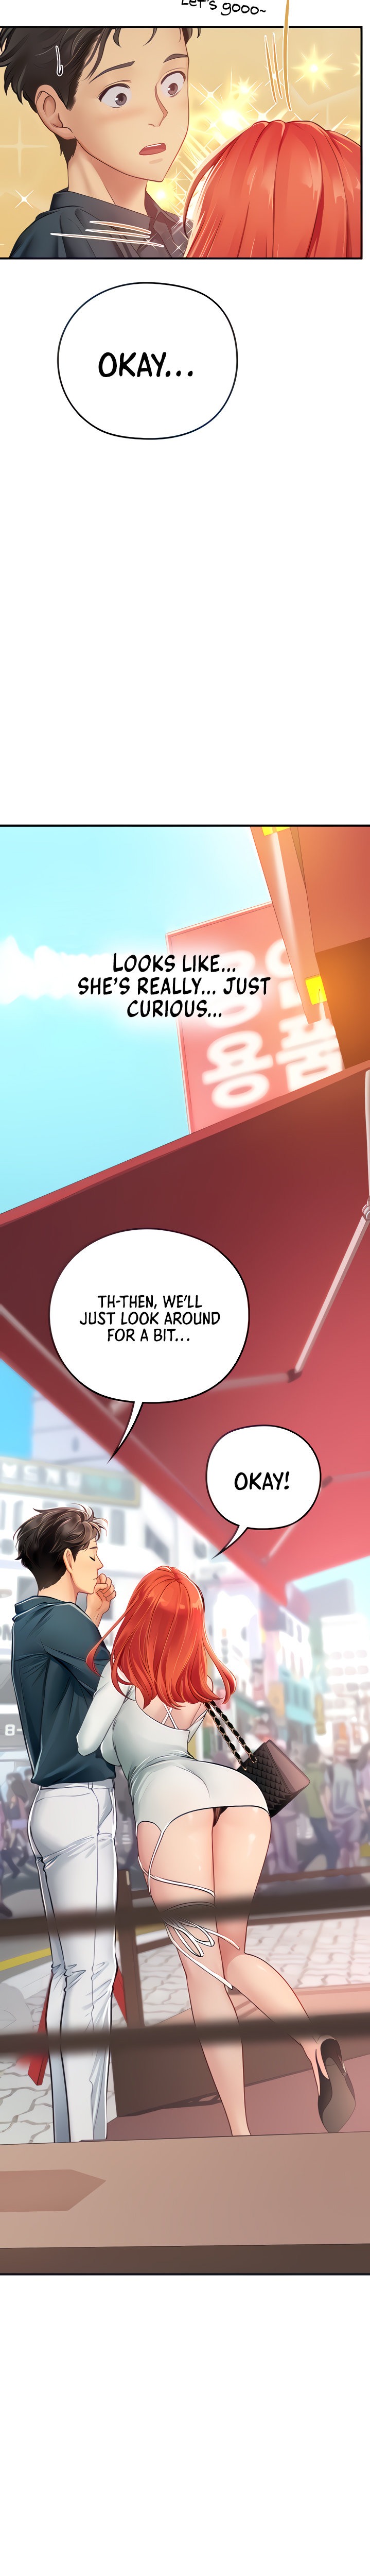 Let's gooo~
OKAY...
LOOKS LIKE...
SHE'S REALLY... JUST
CURIOUS...
용품
TH-THEN, WE'LL
JUST LOOK AROUND
FOR A BIT...
OKAY!
8-